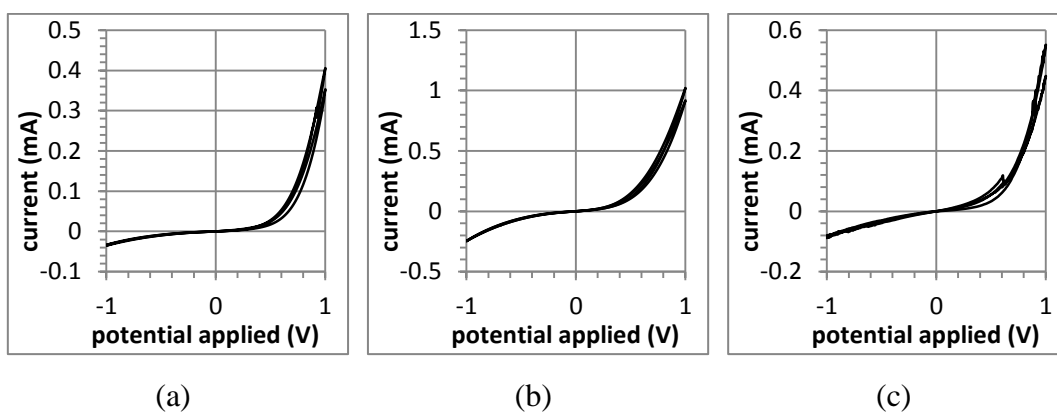 0.5
0.4
0.3
0.2
0.1
0
-0.1
current (mA)
-1 0 1
potential applied (V)
(a)
1.5
1
0.5
0
-0.5
current (mA)
-1 0 1
potential applied (V)
(b)
0.6
0.4
0.2
0
-0.2
current (mA)
-1 0 1
potential applied (V)
(c)